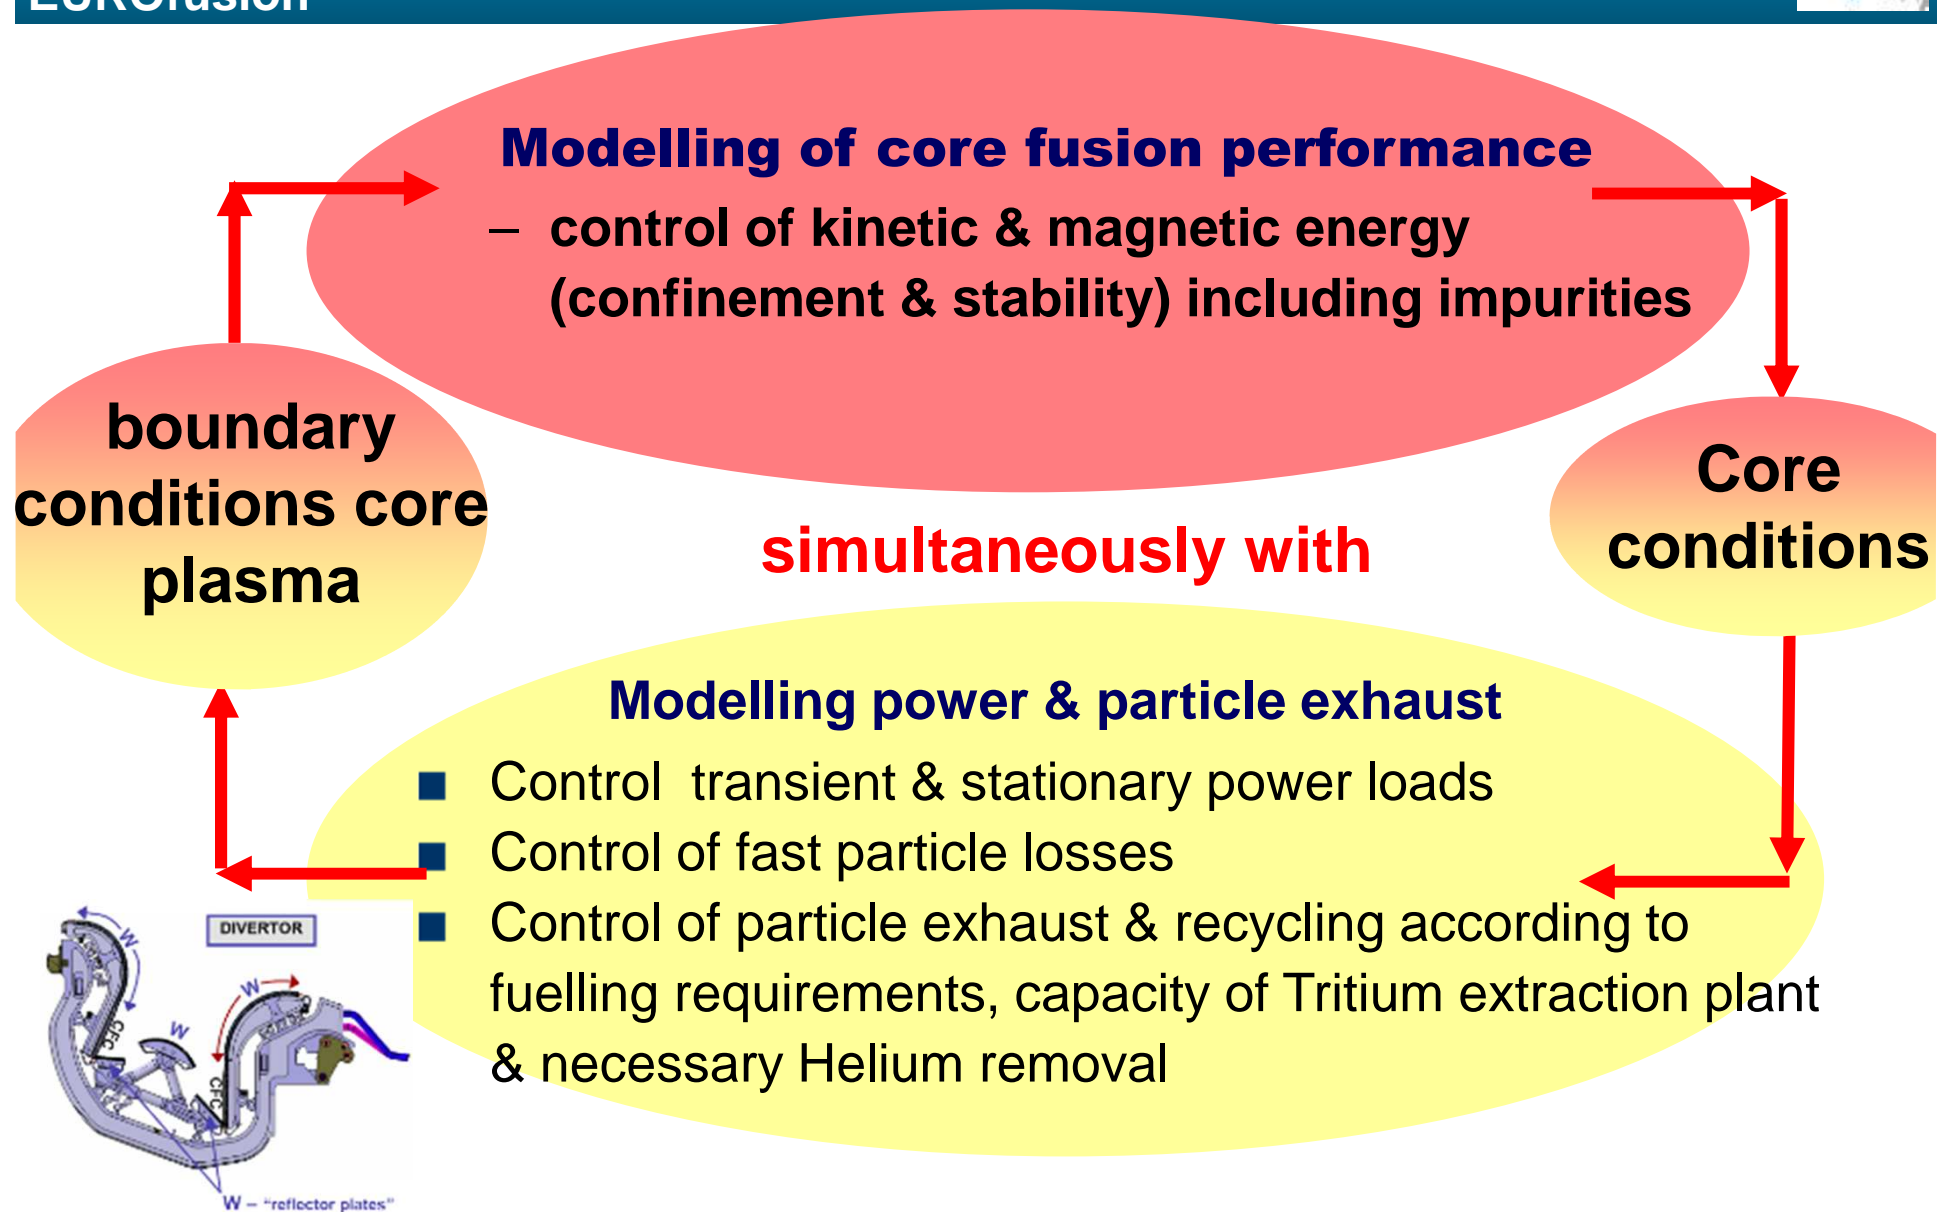 EUROfusion
Modelling of core fusion performance
– control of kinetic & magnetic energy
(confinement & stability) including impurities
boundary
conditions core
plasma
Core
conditions
simultaneously with
Modelling power & particle exhaust
Control transient & stationary power loads
Control of fast particle losses
Control of particle exhaust & recycling according to
fuelling requirements, capacity of Tritium extraction plant
& necessary Helium removal
DIVERTOR
W
W
W
CFC
CFC
W – "reflector plates"